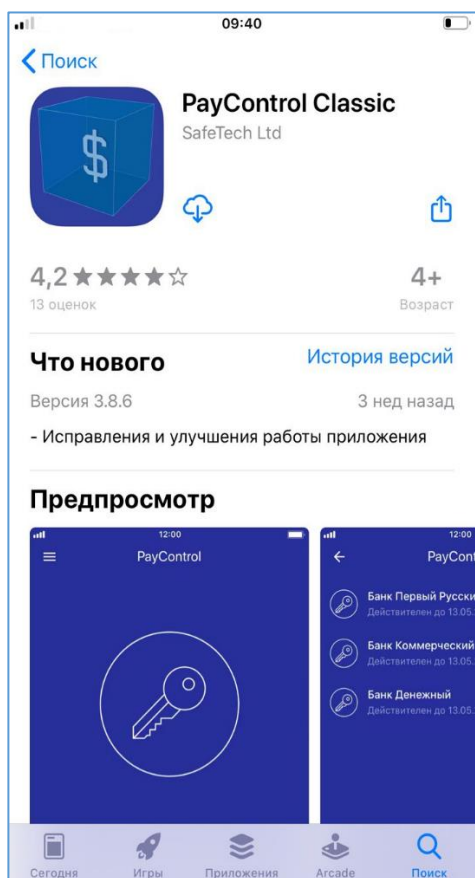 09:40
Поиск
PayControl Classic
SafeTech Ltd
$
4,2 ★★★★☆
4+
13 оценок
Возраст
Что нового
История версий
Версия 3.8.6
3 нед назад
- Исправления и улучшения работы приложения
Предпросмотр
12:00
PayControl
12:00
PayCont
Банк Первый Русски
Действителен до 13.05.
Банк Коммерческий
Действителен до 13.05.
Банк Денежный
Действителен до 13.05.
Сегодня
Игры
Приложения
Arcade
Поиск